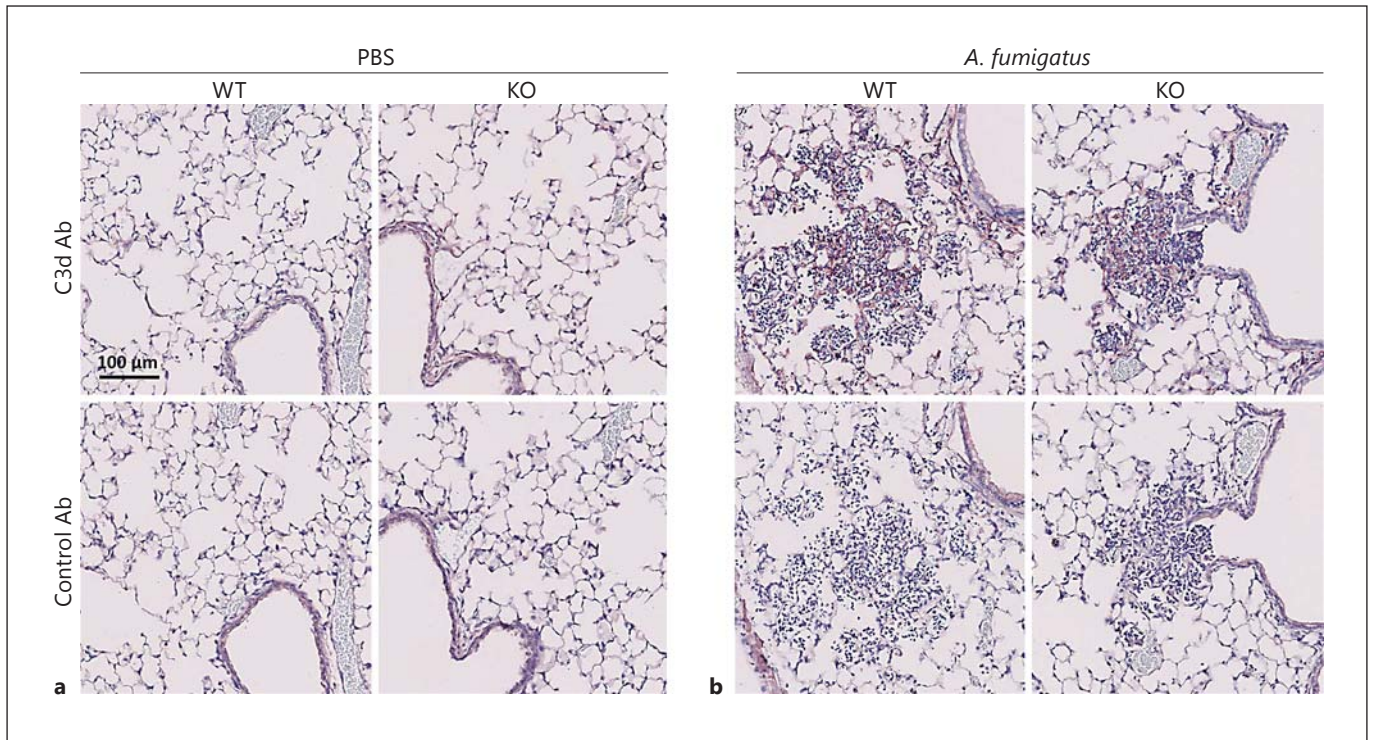 PBS
A. fumigatus
WT
KO
WT
KO
C3d Ab
100 µm
Control Ab
a
b